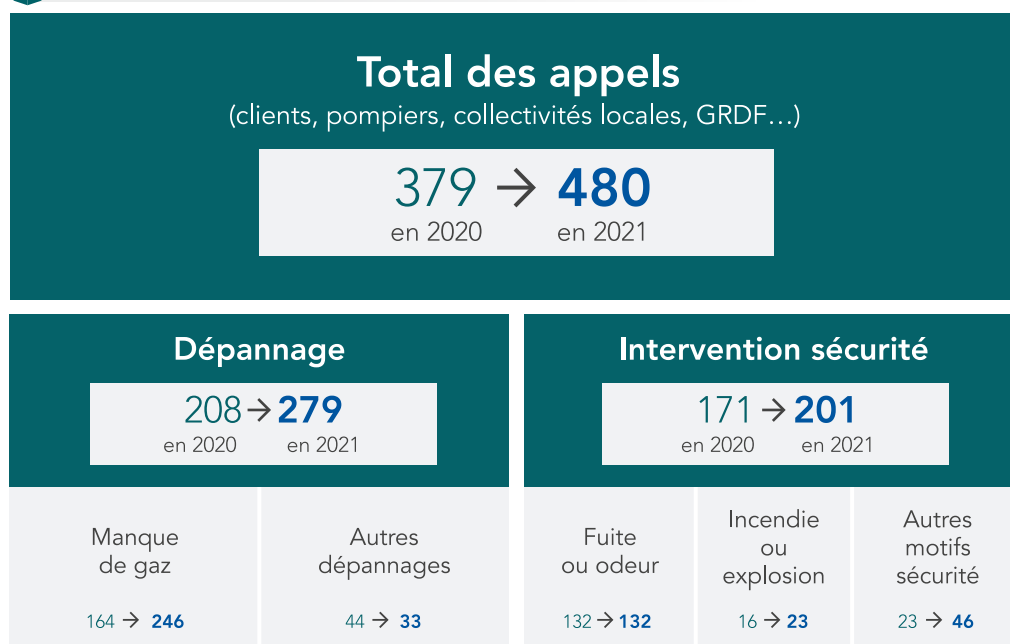 Total des appels
(clients, pompiers, collectivités locales, GRDF...)
379 → 480
en 2020 en 2021
Dépannage
208 → 279
en 2020 en 2021
Manque
de gaz
164 → 246
Autres
dépannages
44 → 33
Intervention sécurité
171 → 201
en 2020 en 2021
Fuite
ou odeur
132 → 132
Incendie
ou
explosion
16 → 23
Autres
motifs
sécurité
23 → 46